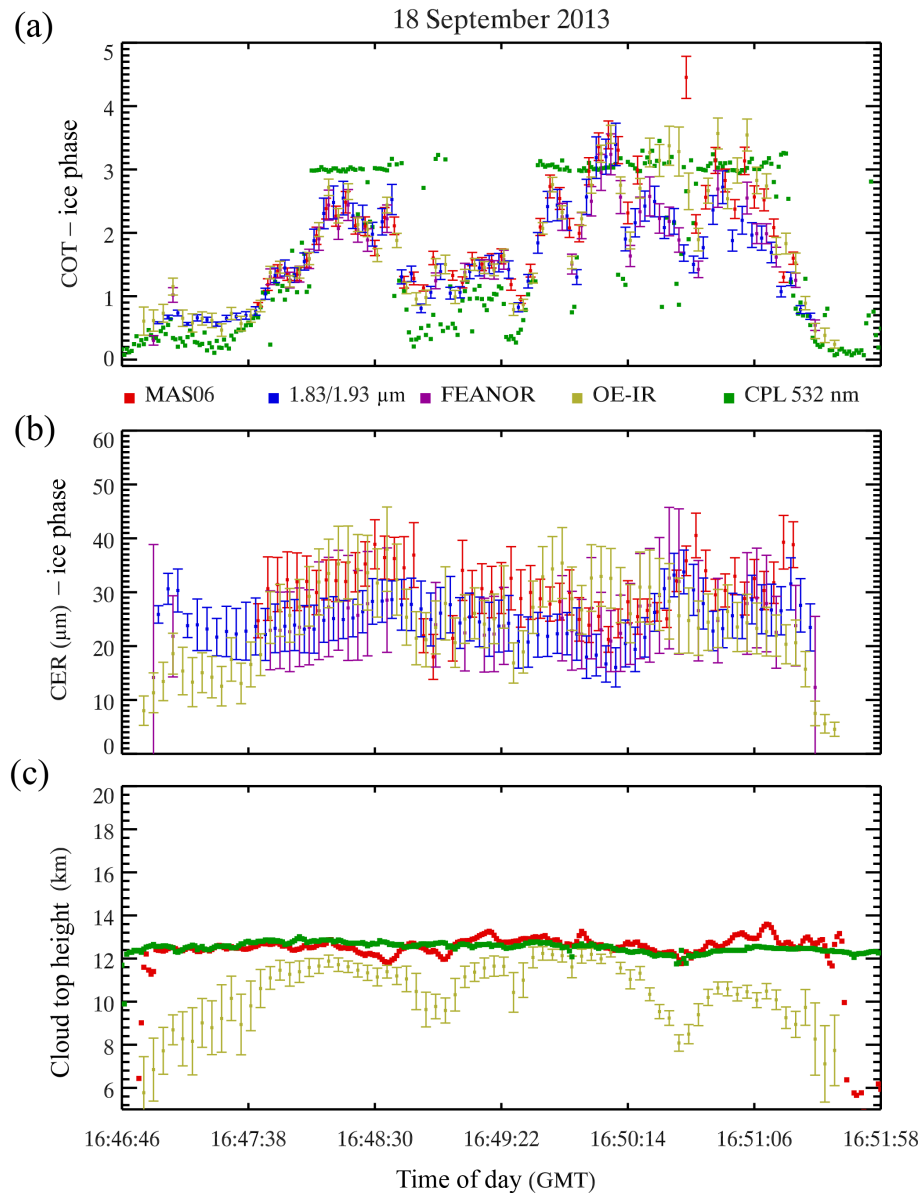 18 September 2013
(a)
COT – ice phase
5
4
3
2
1
0
MAS06 1.83/1.93 µm FEANOR OE-IR CPL 532 nm
(b)
CER (µm) – ice phase
60
50
40
30
20
10
0
(c)
Cloud top height (km)
20
18
16
14
12
10
8
6
16:46:46 16:47:38 16:48:30 16:49:22 16:50:14 16:51:06 16:51:58
Time of day (GMT)